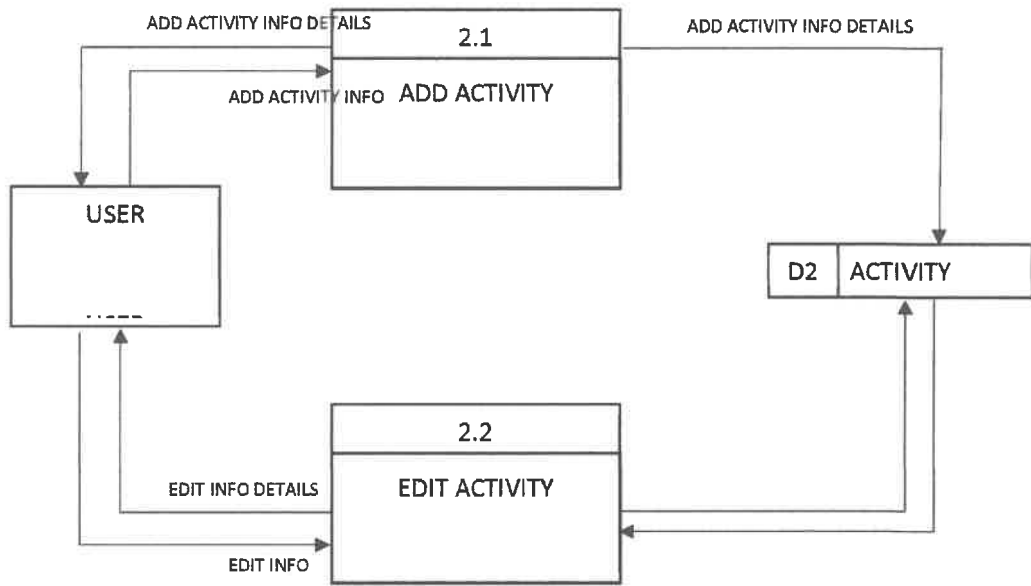 ADD ACTIVITY INFO DETAILS
2.1
ADD ACTIVITY INFO DETAILS
ADD ACTIVITY INFO
ADD ACTIVITY
USER
D2 ACTIVITY
2.2
EDIT INFO DETAILS
EDIT ACTIVITY
EDIT INFO